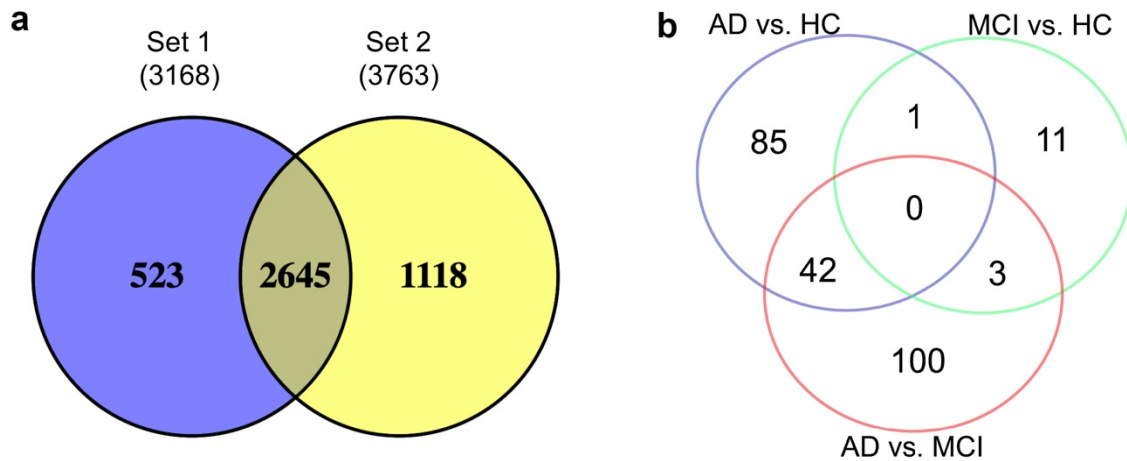 a
Set 1
(3168)
Set 2
(3763)
523
2645
1118
b
AD vs. HC
MCI vs. HC
85
1
11
0
42
3
100
AD vs. MCI